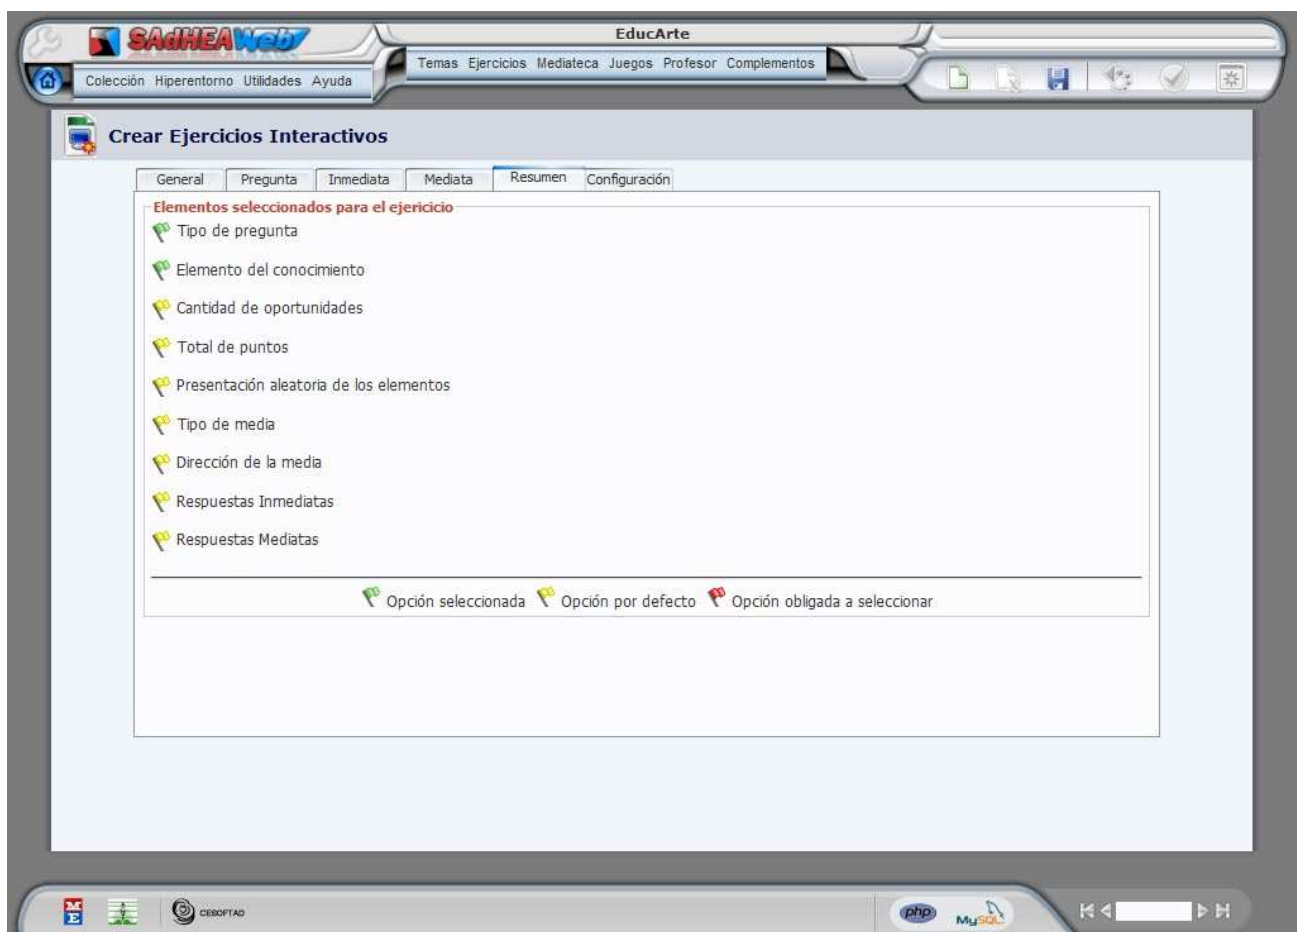 SAdHEAWeb
EducArte
Temas Ejercicios Mediateca Juegos Profesor Complementos
Colección Hiperentorno Utilidades Ayuda
Crear Ejercicios Interactivos
General Pregunta Inmediata Mediata Resumen Configuración
Elementos seleccionados para el ejericicio
Tipo de pregunta
Elemento del conocimiento
Cantidad de oportunidades
Total de puntos
Presentación aleatoria de los elementos
Tipo de media
Dirección de la media
Respuestas Inmediatas
Respuestas Mediatas
Opción seleccionada Opción por defecto Opción obligada a seleccionar
ME
CESOFTAD
php MySQL